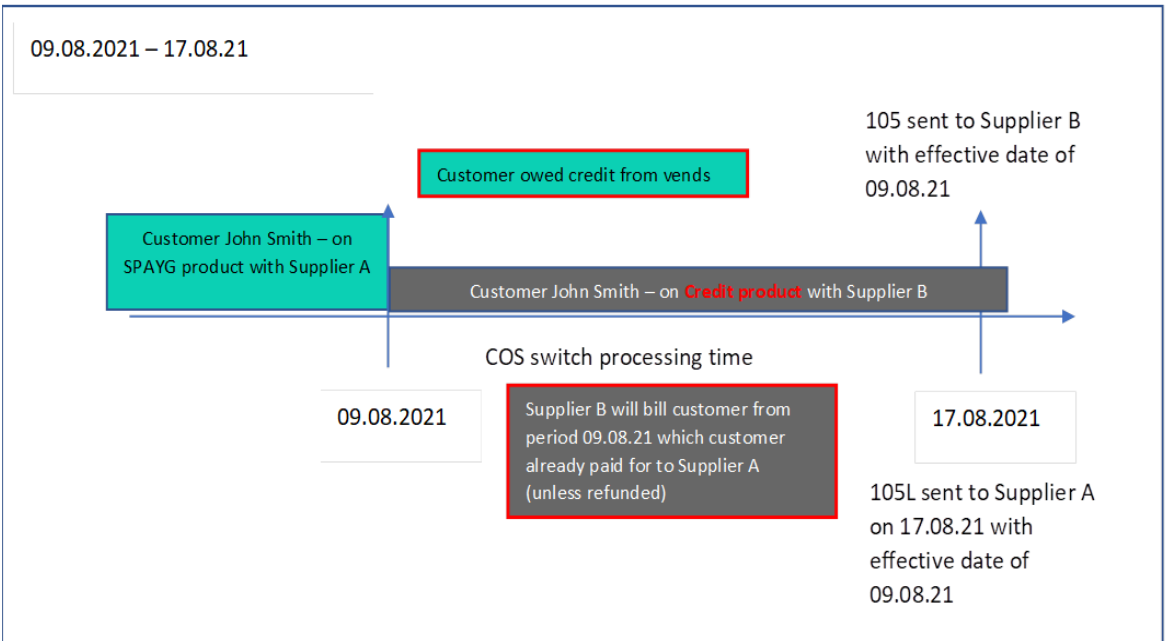 09.08.2021 – 17.08.21
105 sent to Supplier B
with effective date of
09.08.21
Customer owed credit from vends
Customer John Smith – on
SPAYG product with Supplier A
Customer John Smith – on Credit product with Supplier B
COS switch processing time
09.08.2021
Supplier B will bill customer from
period 09.08.21 which customer
already paid for to Supplier A
(unless refunded)
17.08.2021
105L sent to Supplier A
on 17.08.21 with
effective date of
09.08.21